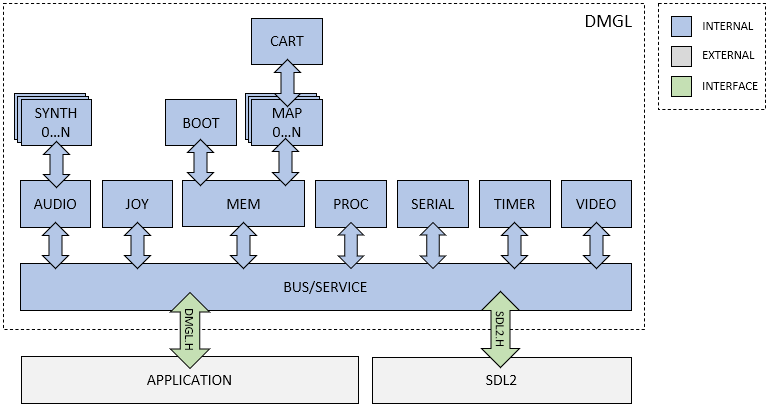 DMGL
INTERNAL
EXTERNAL
INTERFACE
CART
SYNTH
0...N
BOOT
MAP
0...N
AUDIO
JOY
MEM
PROC
SERIAL
TIMER
VIDEO
BUS/SERVICE
DMGL.H
SDL2.H
APPLICATION
SDL2